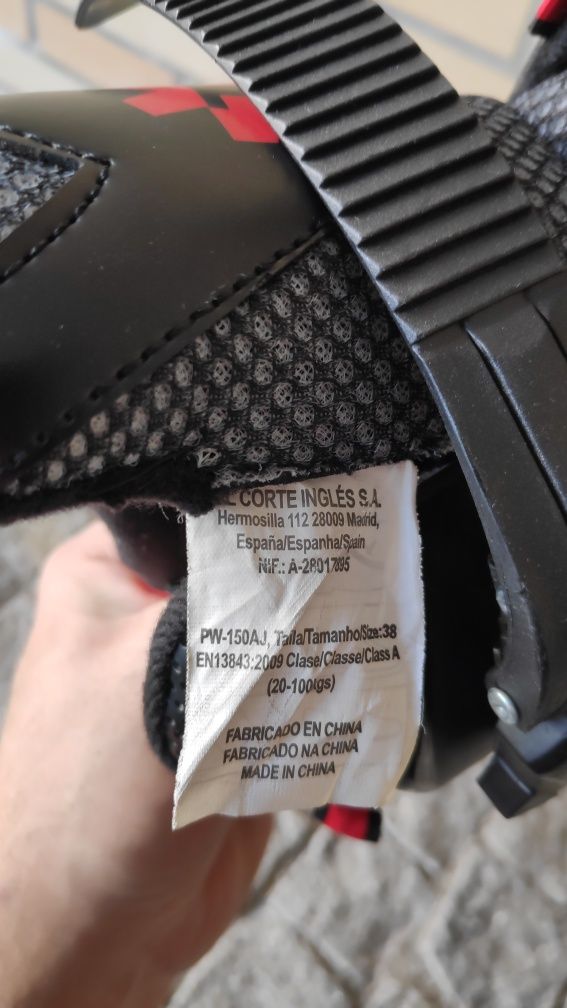 EL CORTE INGLÉS S.A.
Hermosilla 112 28009 Madrid,
España/Espanha/Spain
NIF.: A-28017895
PW-150AJ, Talla/Tamanho/Size:38
EN13843:2009 Clase/Classe/Class A
(20-100kgs)
FABRICADO EN CHINA
FABRICADO NA CHINA
MADE IN CHINA